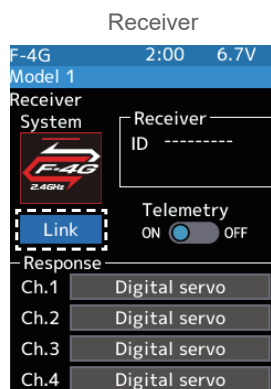 Receiver
F-4G 2:00 6.7V
Model 1
Receiver
System
Receiver
ID ---------
F-4G
2.4GHz
Telemetry
Link
ON OFF
Response
Ch.1 Digital servo
Ch.2 Digital servo
Ch.3 Digital servo
Ch.4 Digital servo